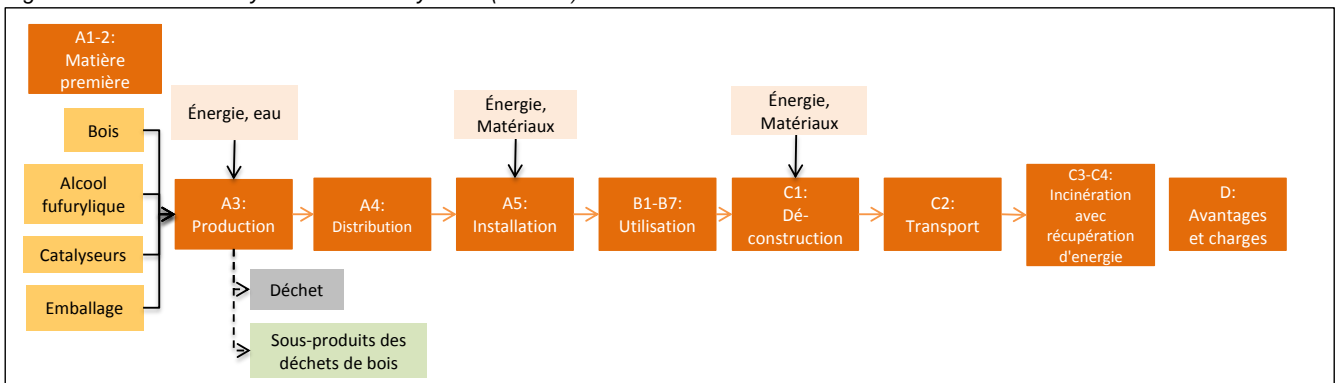 A1-2:
Matière
première
Bois
Alcool
fufurylique
Catalyseurs
Emballage
Énergie, eau
A3:
Production
Déchet
Sous-produits des
déchets de bois
A4:
Distribution
Énergie,
Matériaux
A5:
Installation
B1-B7:
Utilisation
Énergie,
Matériaux
C1:
Dé-
construction
C2:
Transport
C3-C4:
Incinération
avec
récupération
d'energie
D:
Avantages
et charges